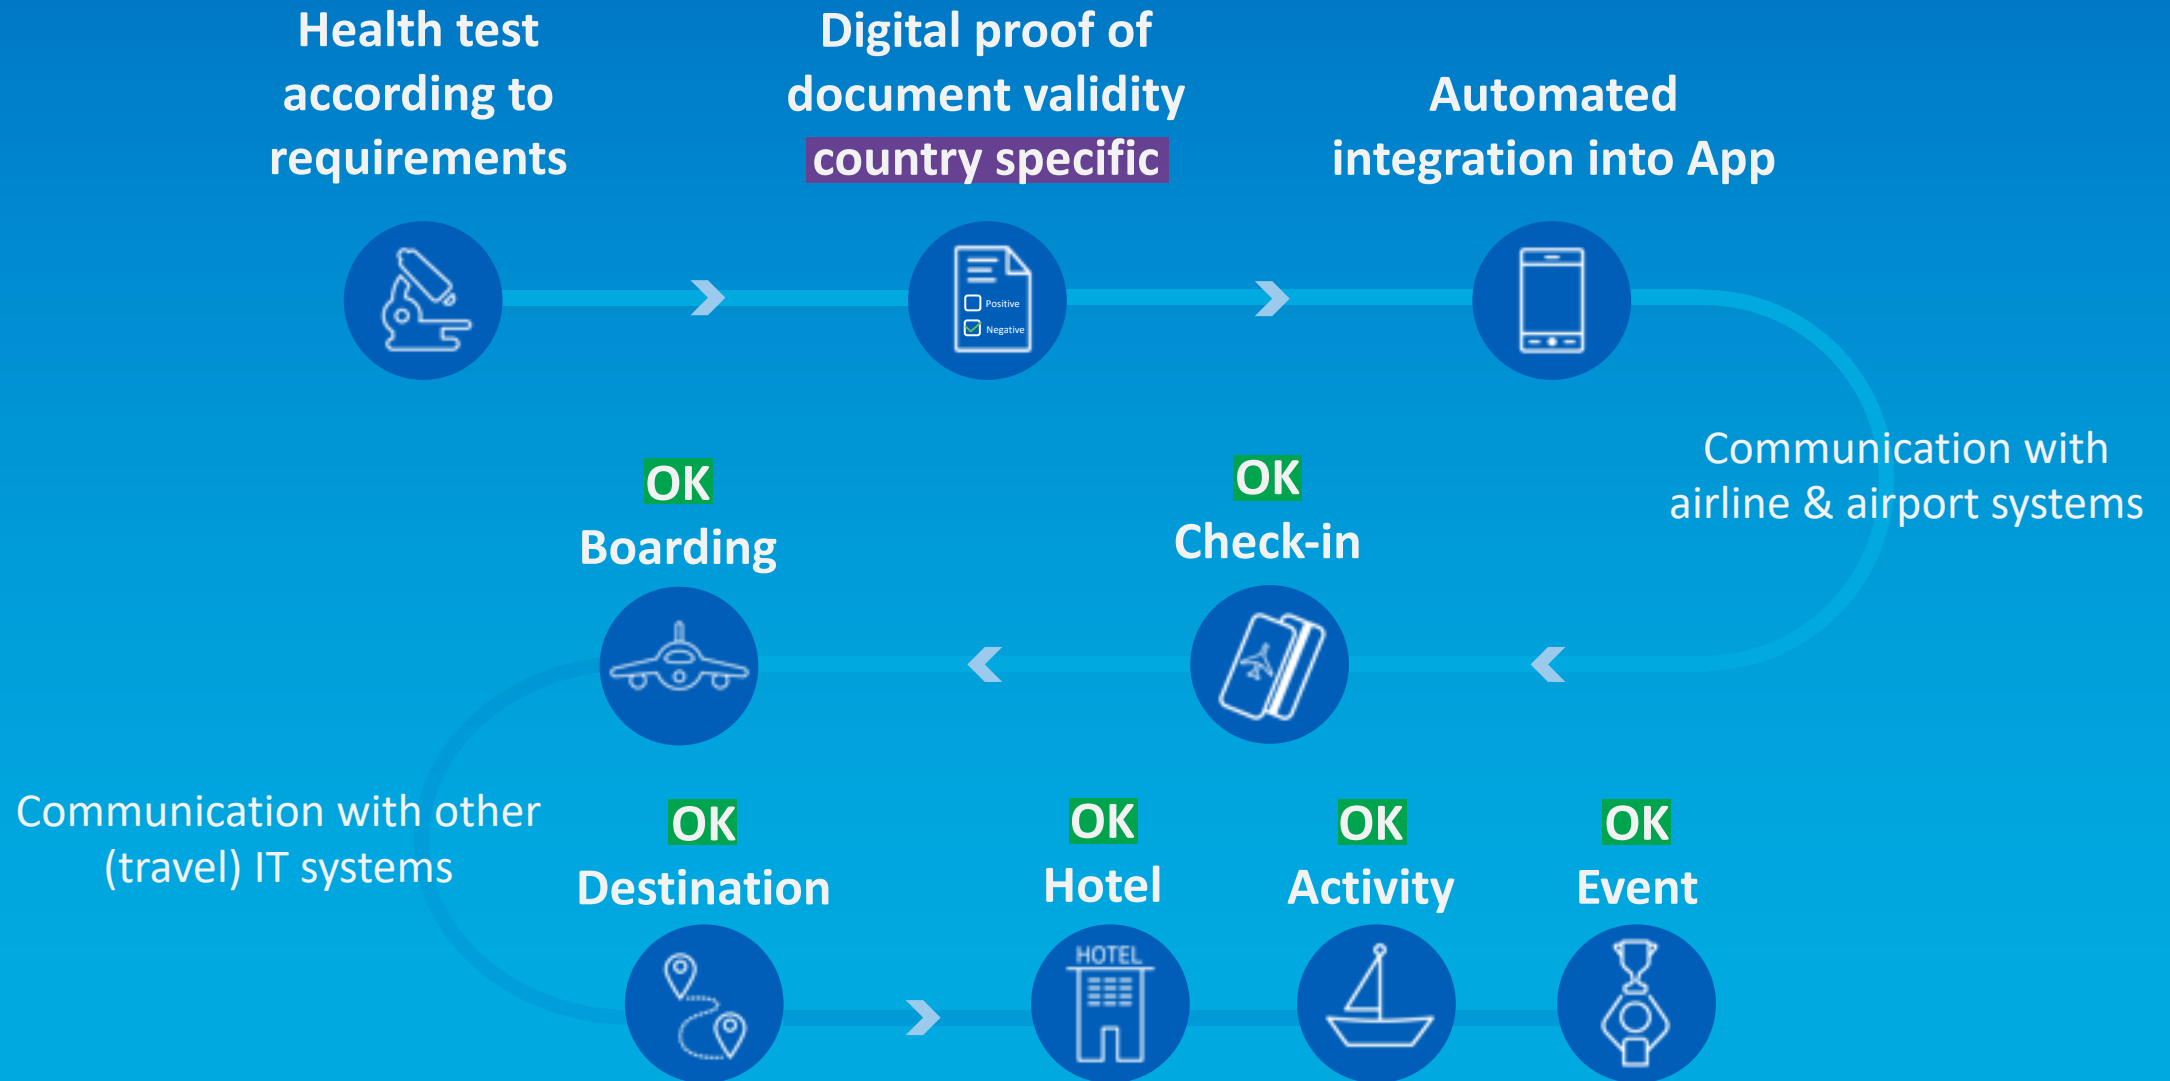 Health test
according to
requirements
Digital proof of
document validity
country specific
Automated
integration into App
Positive
Negative
Communication with
airline & airport systems
OK
Check-in
OK
Boarding
Communication with other
(travel) IT systems
OK
Destination
OK
Hotel
HOTEL
OK
Activity
OK
Event